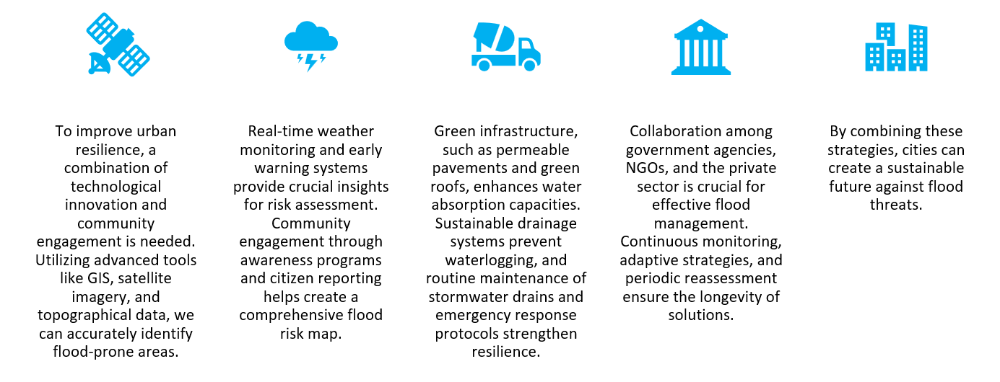 To improve urban
resilience, a
combination of
technological
innovation and
community
engagement is needed.
Utilizing advanced tools
like GIS, satellite
imagery, and
topographical data, we
can accurately identify
flood-prone areas.
Real-time weather
monitoring and early
warning systems
provide crucial insights
for risk assessment.
Community
engagement through
awareness programs
and citizen reporting
helps create a
comprehensive flood
risk map.
Green infrastructure,
such as permeable
pavements and green
roofs, enhances water
absorption capacities.
Sustainable drainage
systems prevent
waterlogging, and
routine maintenance of
stormwater drains and
emergency response
protocols strengthen
resilience.
Collaboration among
government agencies,
NGOs, and the private
sector is crucial for
effective flood
management.
Continuous monitoring,
adaptive strategies, and
periodic reassessment
ensure the longevity of
solutions.
By combining these
strategies, cities can
create a sustainable
future against flood
threats.